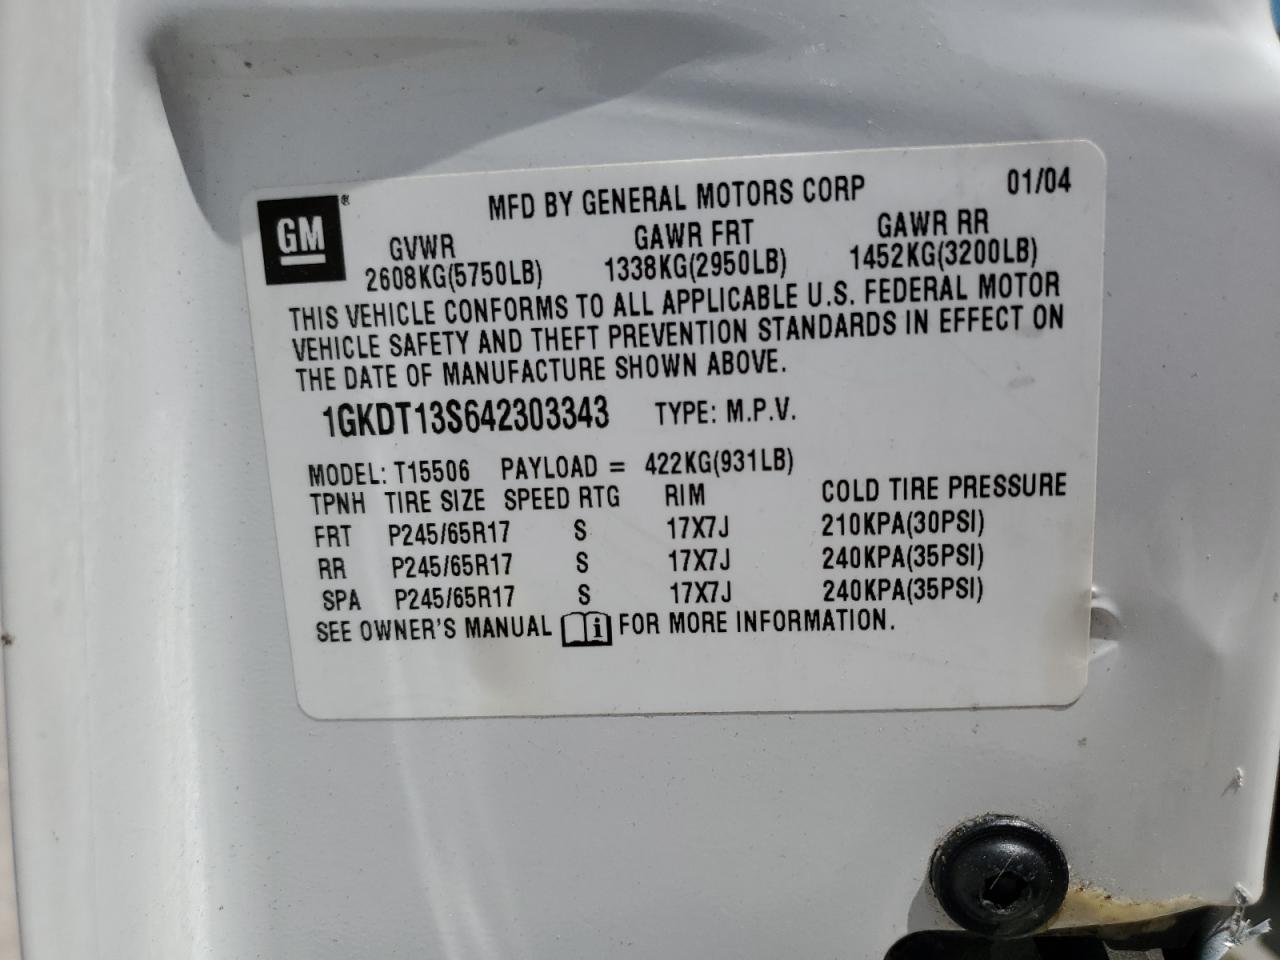 GM®
MFD BY GENERAL MOTORS CORP 01/04
GVWR GAWR FRT GAWR RR
2608KG(5750LB) 1338KG(2950LB) 1452KG(3200LB)
THIS VEHICLE CONFORMS TO ALL APPLICABLE U.S. FEDERAL MOTOR
VEHICLE SAFETY AND THEFT PREVENTION STANDARDS IN EFFECT ON
THE DATE OF MANUFACTURE SHOWN ABOVE.
1GKDT13S642303343 TYPE: M.P.V.
MODEL: T15506 PAYLOAD = 422KG(931LB)
TPNH TIRE SIZE SPEED RTG RIM COLD TIRE PRESSURE
FRT P245/65R17 S 17X7J 210KPA(30PSI)
RR P245/65R17 S 17X7J 240KPA(35PSI)
SPA P245/65R17 S 17X7J 240KPA(35PSI)
SEE OWNER'S MANUAL i FOR MORE INFORMATION.